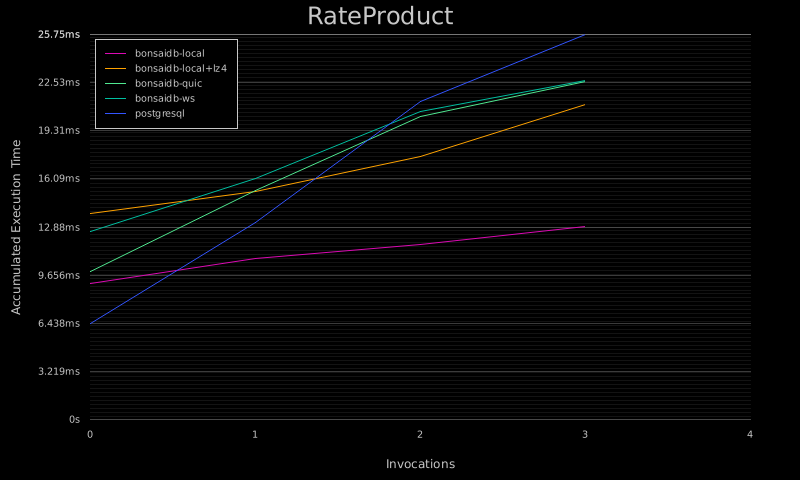 RateProduct
25.75ms
22.53ms
19.31ms
16.09ms
12.88ms
9.656ms
6.438ms
3.219ms
0s
bonsaidb-local
bonsaidb-local+lz4
bonsaidb-quic
bonsaidb-ws
postgresql
Accumulated Execution Time
0 1 2 3 4
Invocations